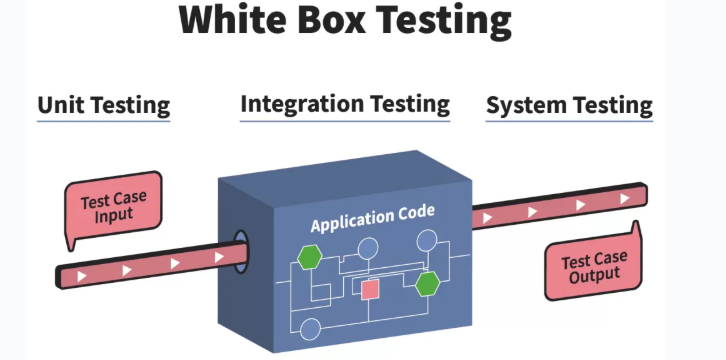 White Box Testing
Unit Testing
Integration Testing
System Testing
Test Case
Input
Application Code
Test Case
Output